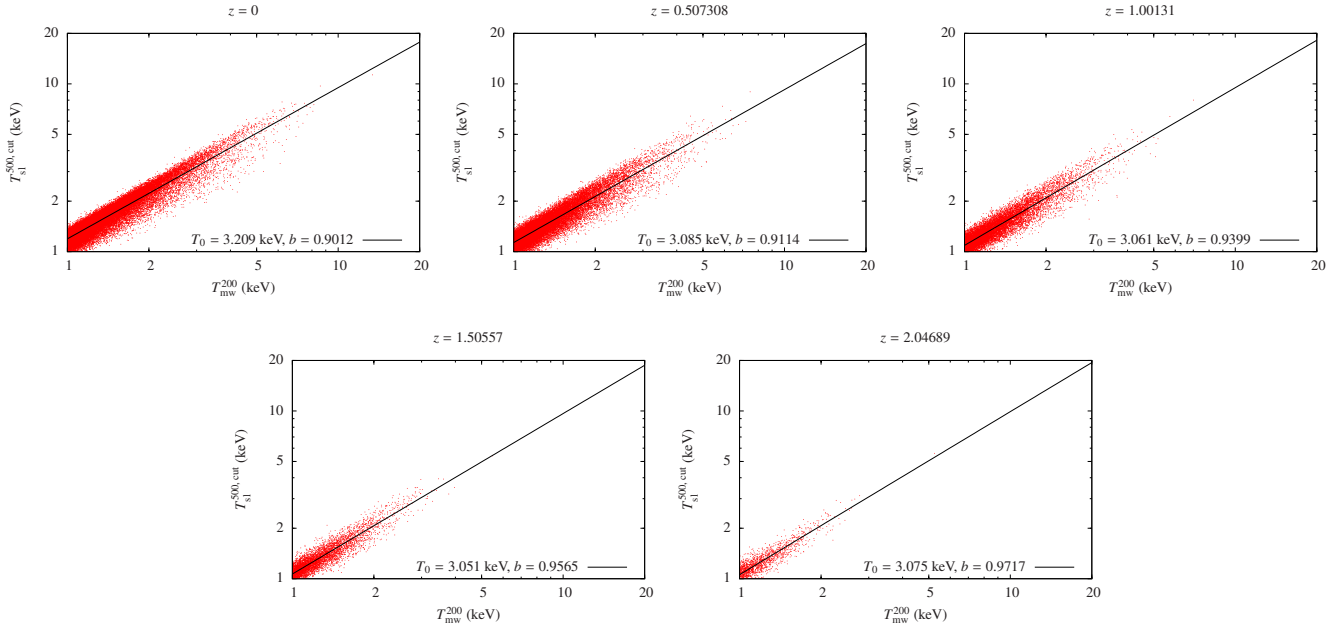 z = 0
20
10
5
2
1
T_sl^500, cut (keV)
T_0 = 3.209 keV, b = 0.9012
1 2 5 10 20
T_mw^200 (keV)
z = 0.507308
20
10
5
2
1
T_sl^500, cut (keV)
T_0 = 3.085 keV, b = 0.9114
1 2 5 10 20
T_mw^200 (keV)
z = 1.00131
20
10
5
2
1
T_sl^500, cut (keV)
T_0 = 3.061 keV, b = 0.9399
1 2 5 10 20
T_mw^200 (keV)
z = 1.50557
20
10
5
2
1
T_sl^500, cut (keV)
T_0 = 3.051 keV, b = 0.9565
1 2 5 10 20
T_mw^200 (keV)
z = 2.04689
20
10
5
2
1
T_sl^500, cut (keV)
T_0 = 3.075 keV, b = 0.9717
1 2 5 10 20
T_mw^200 (keV)